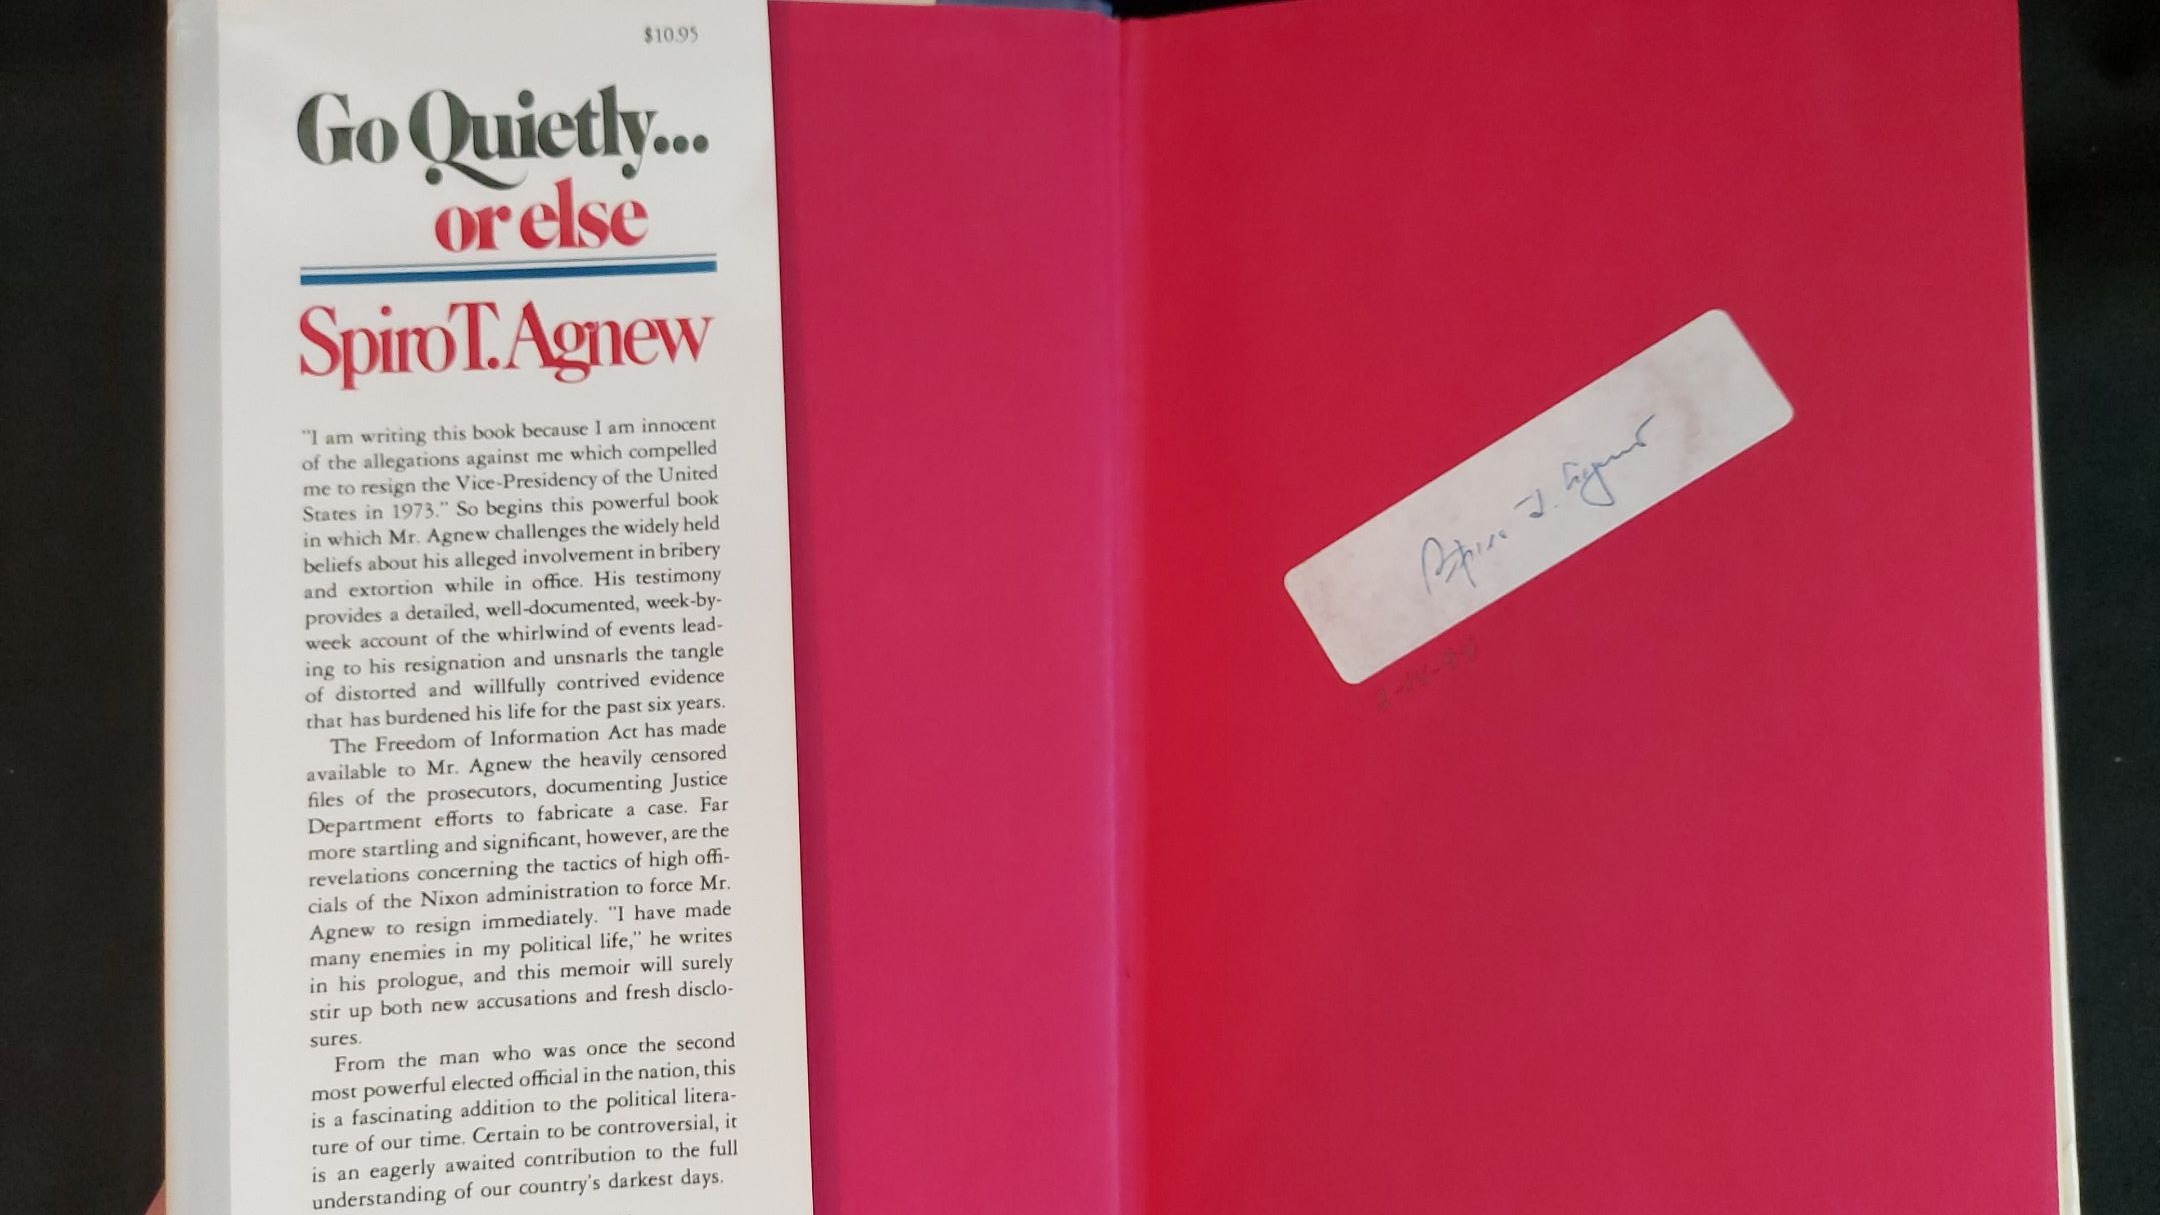 $10.95
Go Quietly...
or else
Spiro T. Agnew
"I am writing this book because I am innocent
of the allegations against me which compelled
me to resign the Vice-Presidency of the United
States in 1973." So begins this powerful book
in which Mr. Agnew challenges the widely held
beliefs about his alleged involvement in bribery
and extortion while in office. His testimony
provides a detailed, well-documented, week-by-
week account of the whirlwind of events lead-
ing to his resignation and unsnarls the tangle
of distorted and willfully contrived evidence
that has burdened his life for the past six years.
The Freedom of Information Act has made
available to Mr. Agnew the heavily censored
files of the prosecutors, documenting Justice
Department efforts to fabricate a case. Far
more startling and significant, however, are the
revelations concerning the tactics of high offi-
cials of the Nixon administration to force Mr.
Agnew to resign immediately. "I have made
many enemies in my political life," he writes
in his prologue, and this memoir will surely
stir up both new accusations and fresh disclo-
sures.
From the man who was once the second
most powerful elected official in the nation, this
is a fascinating addition to the political litera-
ture of our time. Certain to be controversial, it
is an eagerly awaited contribution to the full
understanding of our country's darkest days.
Spiro T. Agnew